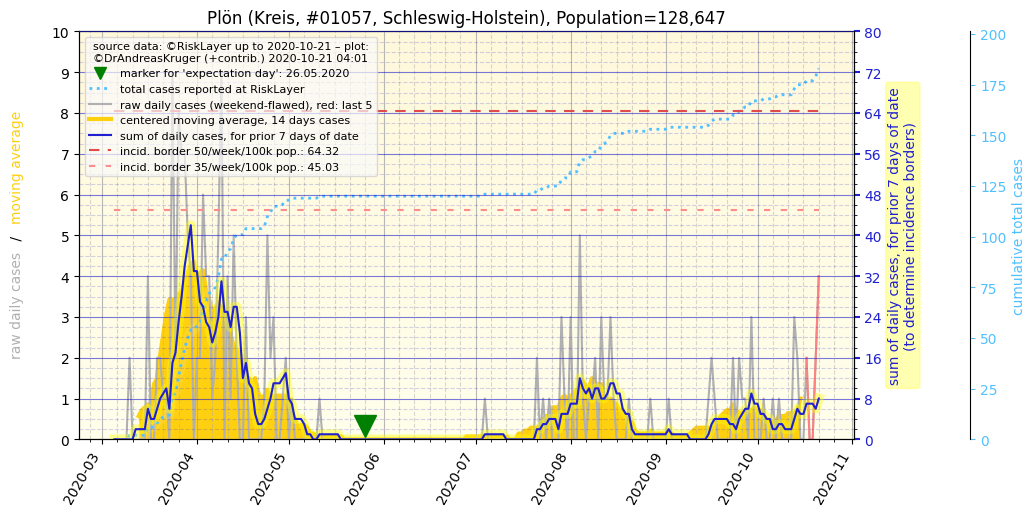 Plön (Kreis, #01057, Schleswig-Holstein), Population=128,647
source data: ©RiskLayer up to 2020-10-21 – plot:
©DrAndreasKruger (+contrib.) 2020-10-21 04:01
marker for 'expectation day': 26.05.2020
total cases reported at RiskLayer
raw daily cases (weekend-flawed), red: last 5
centered moving average, 14 days cases
sum of daily cases, for prior 7 days of date
incid. border 50/week/100k pop.: 64.32
incid. border 35/week/100k pop.: 45.03
raw daily cases / moving average
10
9
8
7
6
5
4
3
2
1
0
80
72
64
56
48
40
32
24
16
8
0
sum of daily cases, for prior 7 days of date
(to determine incidence borders)
200
175
150
125
100
75
50
25
0
cumulative total cases
2020-03
2020-04
2020-05
2020-06
2020-07
2020-08
2020-09
2020-10
2020-11